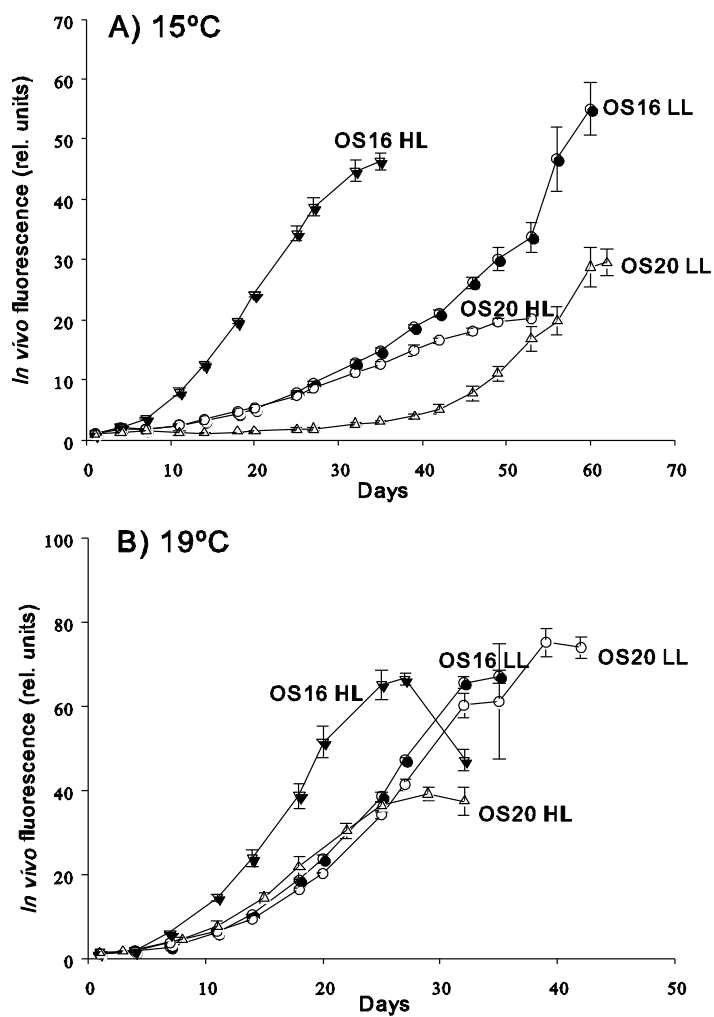 A) 15ºC
70
60
50
40
30
20
10
0
In vivo fluorescence (rel. units)
OS16 HL
OS16 LL
OS20 HL
OS20 LL
0 10 20 30 40 50 60 70
Days
B) 19ºC
100
80
60
40
20
0
In vivo fluorescence (rel. units)
OS16 HL
OS16 LL
OS20 LL
OS20 HL
0 10 20 30 40 50
Days